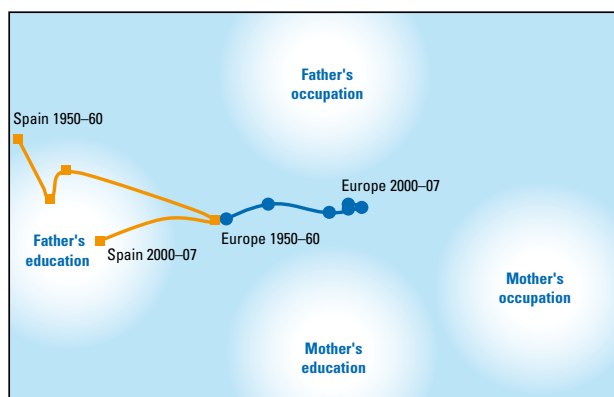 Father's
occupation
Spain 1950–60
Europe 2000–07
Father's
education
Spain 2000–07
Europe 1950–60
Mother's
occupation
Mother's
education